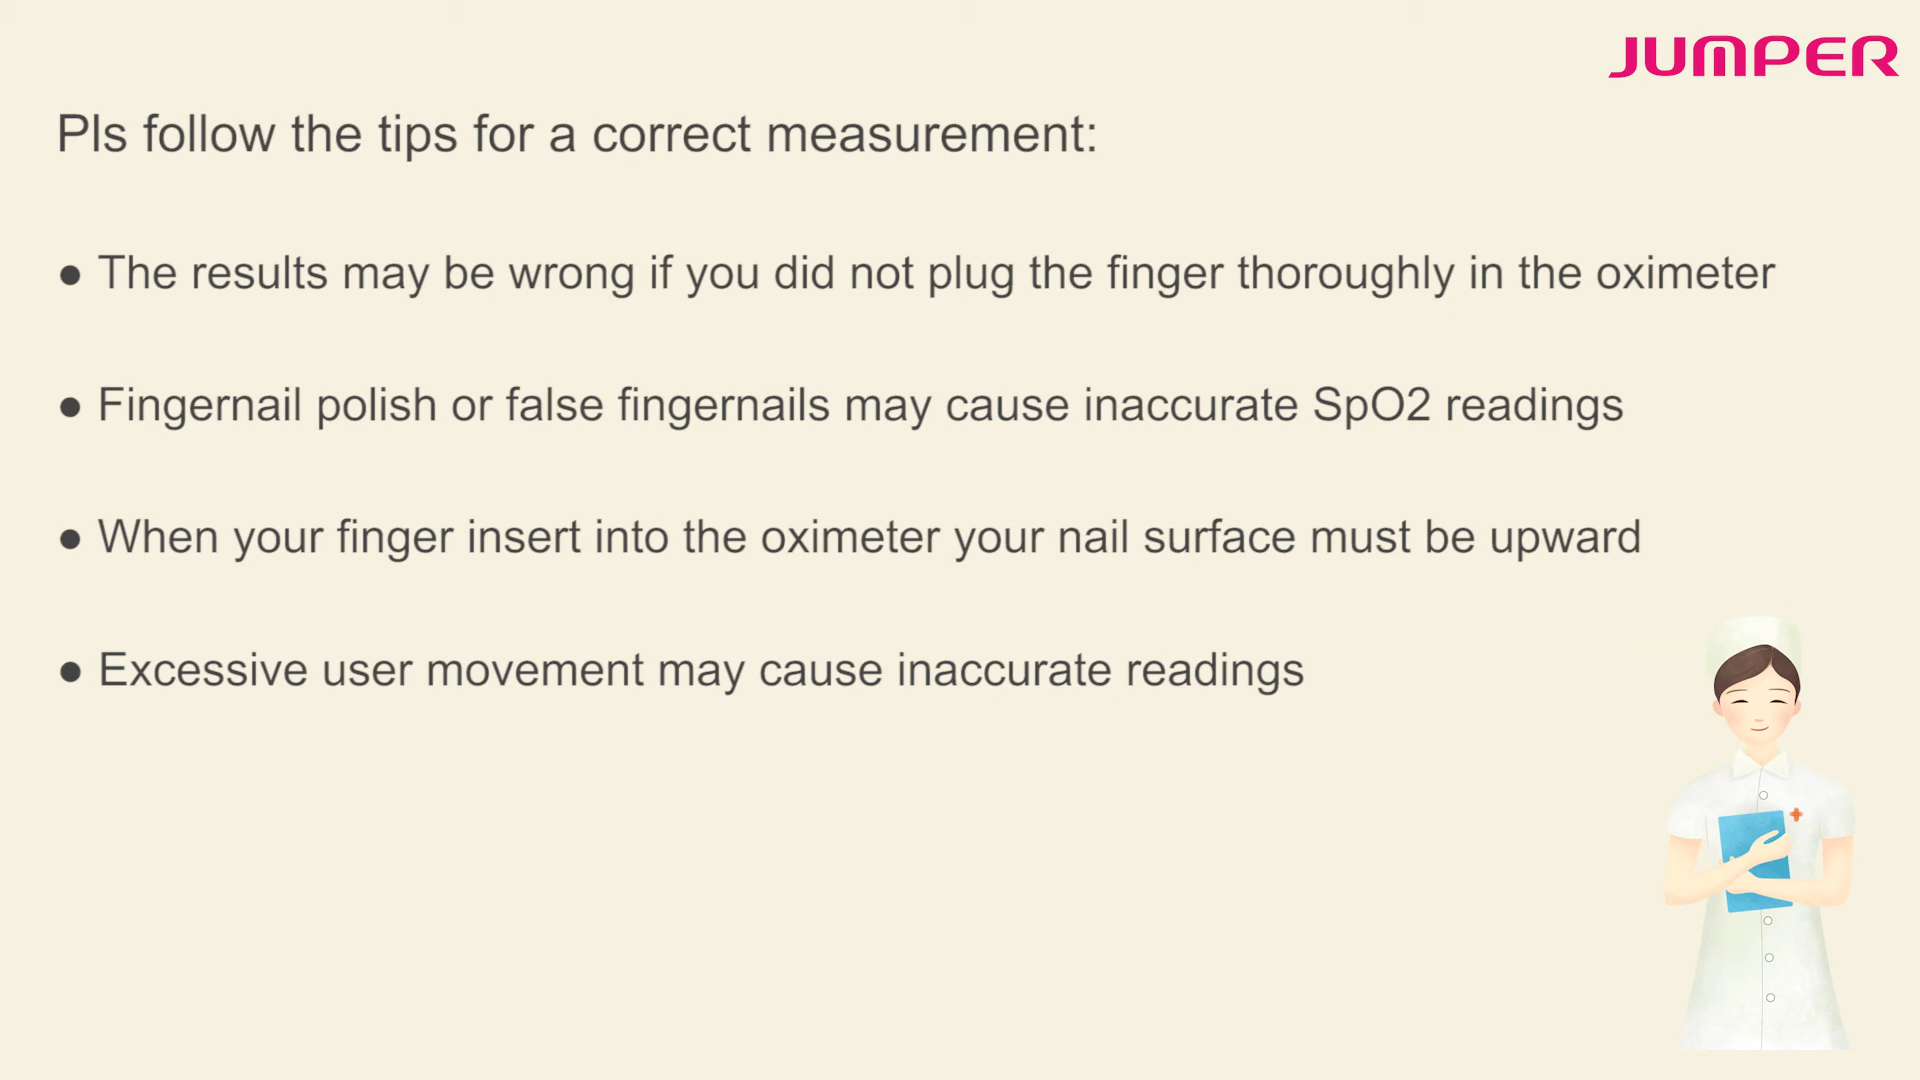 JUMPER
Pls follow the tips for a correct measurement:
● The results may be wrong if you did not plug the finger thoroughly in the oximeter
● Fingernail polish or false fingernails may cause inaccurate SpO2 readings
● When your finger insert into the oximeter your nail surface must be upward
● Excessive user movement may cause inaccurate readings